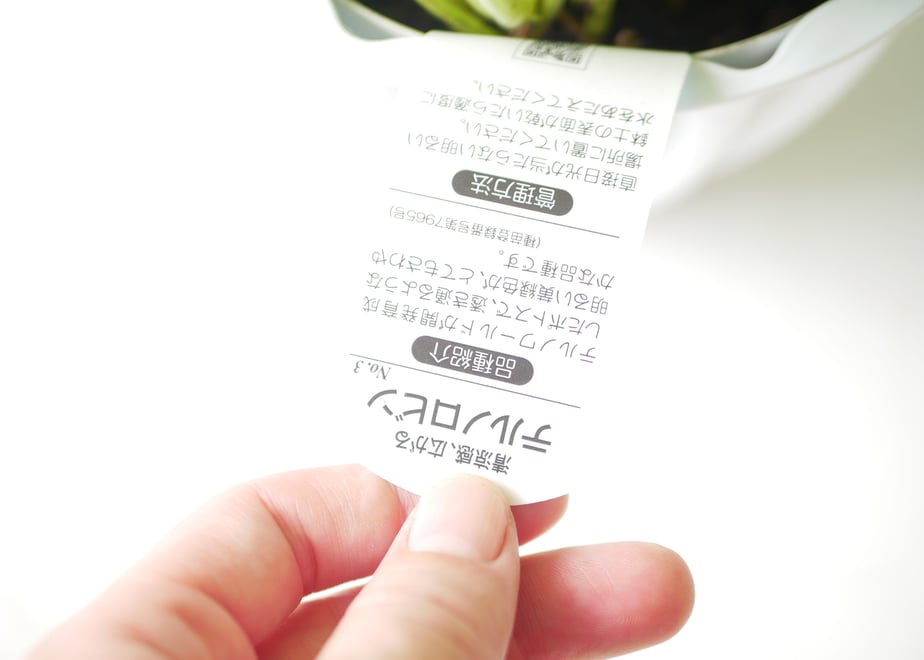 清涼感、広がる
テルノロビン
No.3
品種紹介
テルノワールドが開発育成
したポトスで、透き通るような
明るい黄緑色が、とてもさわや
かな品種です。
(種苗登録番号第7965号)
管理方法
直接日光が当たらない明るい
場所に置いてください。
鉢土の表面が乾いたら適度に
水をあたえてください。